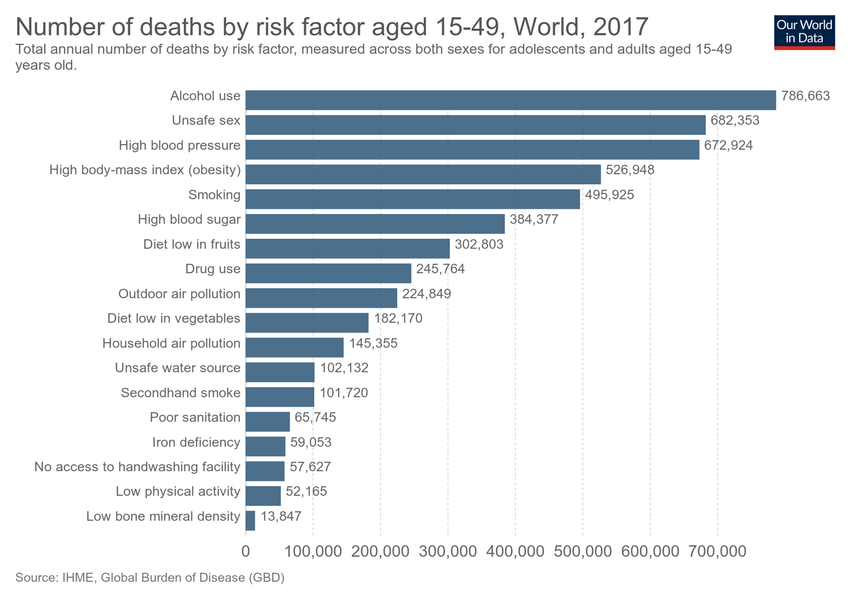 Number of deaths by risk factor aged 15-49, World, 2017
Our World
in Data
Total annual number of deaths by risk factor, measured across both sexes for adolescents and adults aged 15-49
years old.
Alcohol use 786,663
Unsafe sex 682,353
High blood pressure 672,924
High body-mass index (obesity) 526,948
Smoking 495,925
High blood sugar 384,377
Diet low in fruits 302,803
Drug use 245,764
Outdoor air pollution 224,849
Diet low in vegetables 182,170
Household air pollution 145,355
Unsafe water source 102,132
Secondhand smoke 101,720
Poor sanitation 65,745
Iron deficiency 59,053
No access to handwashing facility 57,627
Low physical activity 52,165
Low bone mineral density 13,847
0 100,000 200,000 300,000 400,000 500,000 600,000 700,000
Source: IHME, Global Burden of Disease (GBD)